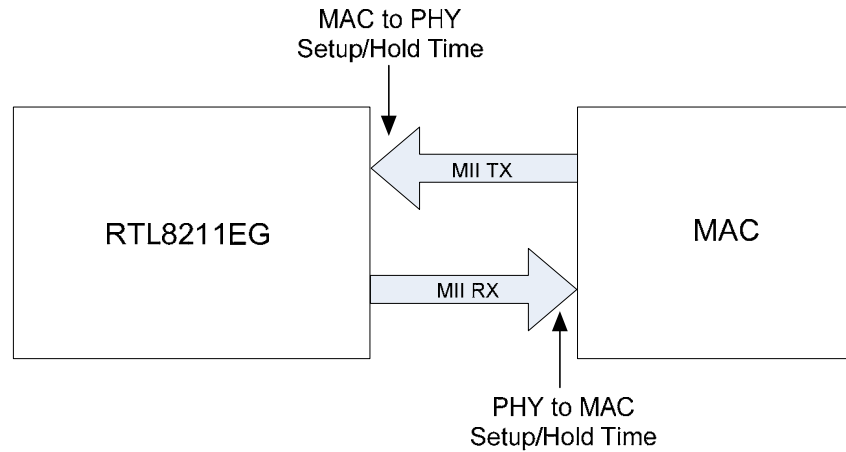 MAC to PHY
Setup/Hold Time
MII TX
RTL8211EG
MAC
MII RX
PHY to MAC
Setup/Hold Time